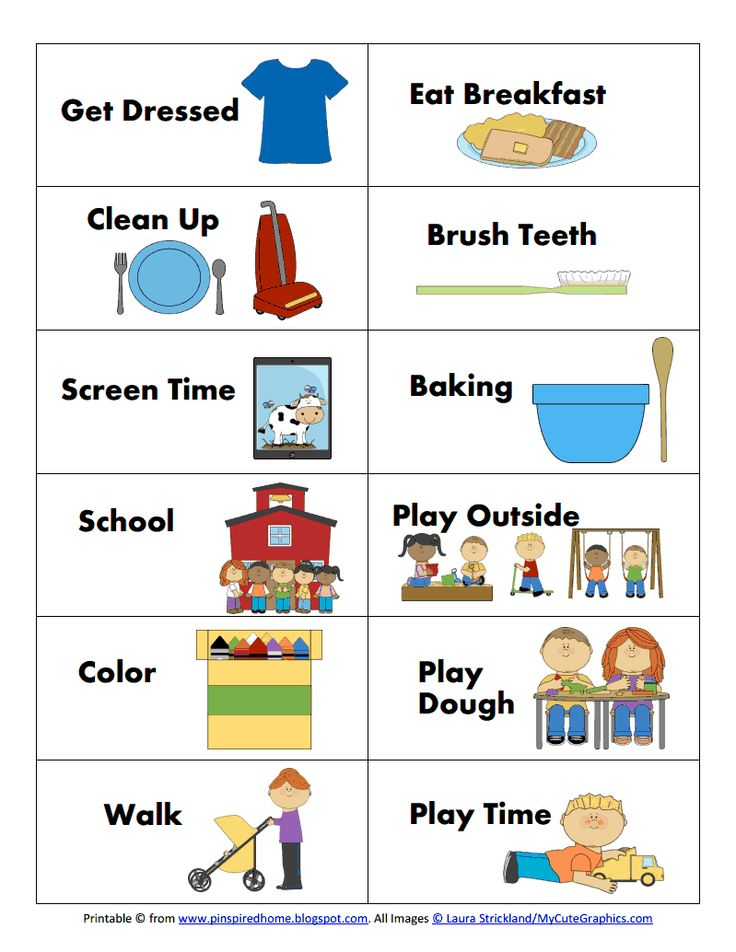 Get Dressed
Eat Breakfast
Clean Up
Brush Teeth
Screen Time
Baking
School
Play Outside
Color
Play
Dough
Walk
Play Time
Printable © from www.pinspiredhome.blogspot.com. All Images © Laura Strickland/MyCuteGraphics.com